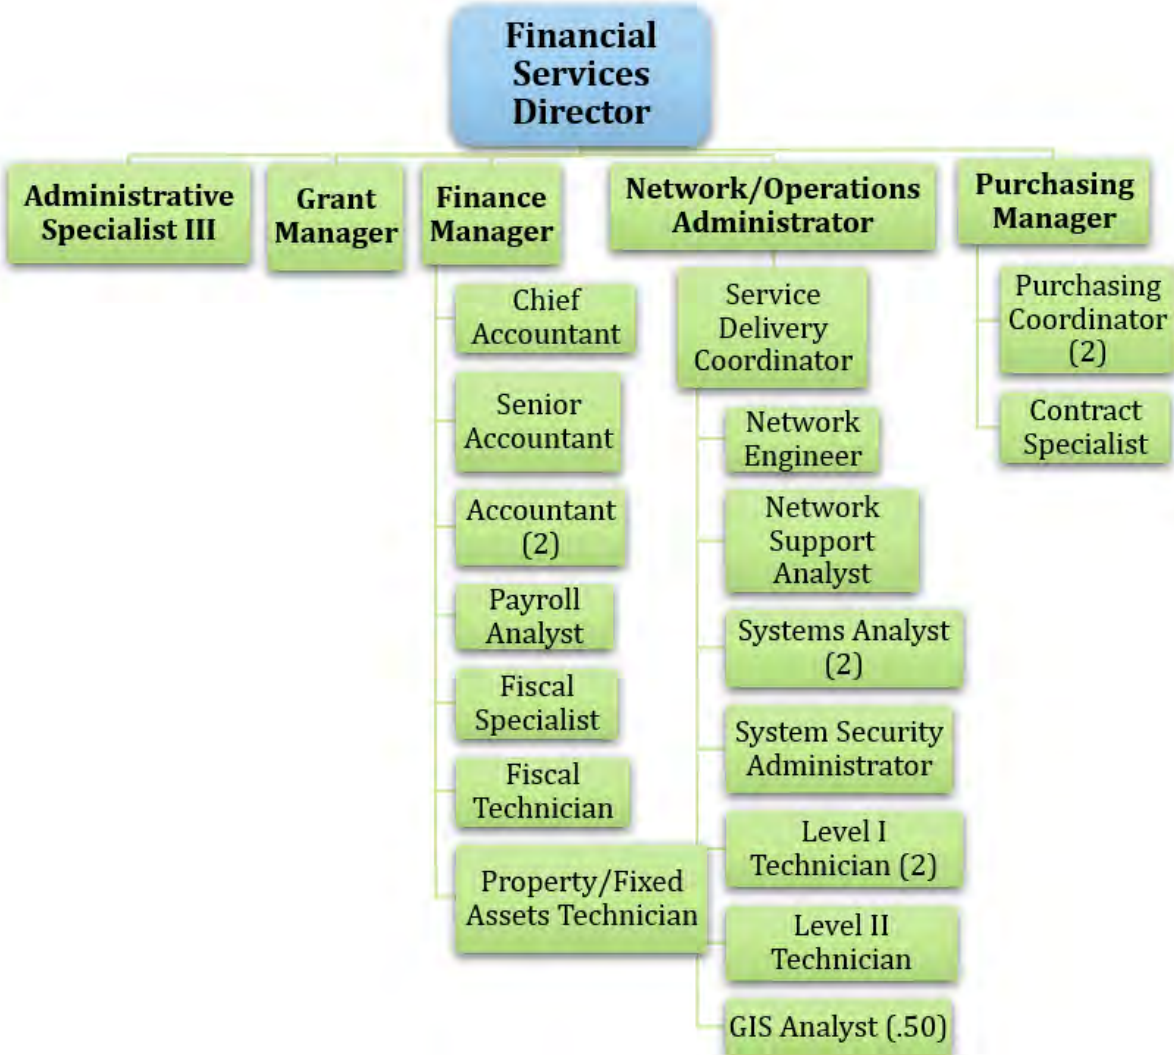 Financial
Services
Director
Administrative
Specialist III
Grant
Manager
Finance
Manager
Network/Operations
Administrator
Purchasing
Manager
Chief
Accountant
Senior
Accountant
Accountant
(2)
Payroll
Analyst
Fiscal
Specialist
Fiscal
Technician
Property/Fixed
Assets Technician
Service
Delivery
Coordinator
Network
Engineer
Network
Support
Analyst
Systems Analyst
(2)
System Security
Administrator
Level I
Technician (2)
Level II
Technician
GIS Analyst (.50)
Purchasing
Coordinator
(2)
Contract
Specialist